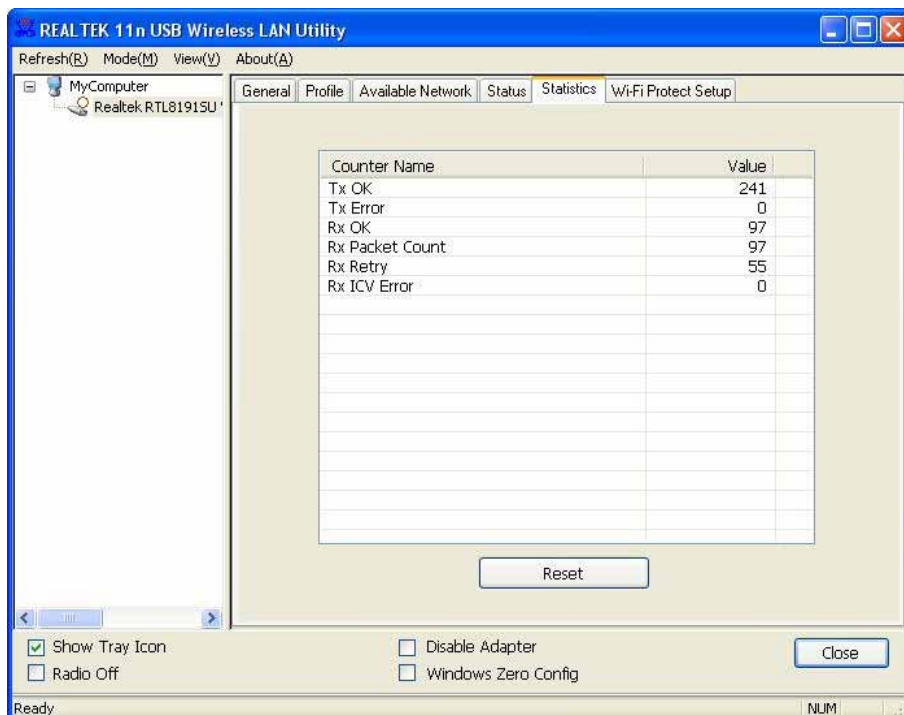 REALTEK 11n USB Wireless LAN Utility
Refresh(R) Mode(M) View(V) About(A)
MyComputer
Realtek RTL8191SU '
General Profile Available Network Status Statistics Wi-Fi Protect Setup
Counter Name Value
Tx OK 241
Tx Error 0
Rx OK 97
Rx Packet Count 97
Rx Retry 55
Rx ICV Error 0
Reset
Show Tray Icon Disable Adapter
Radio Off Windows Zero Config
Close
Ready NUM